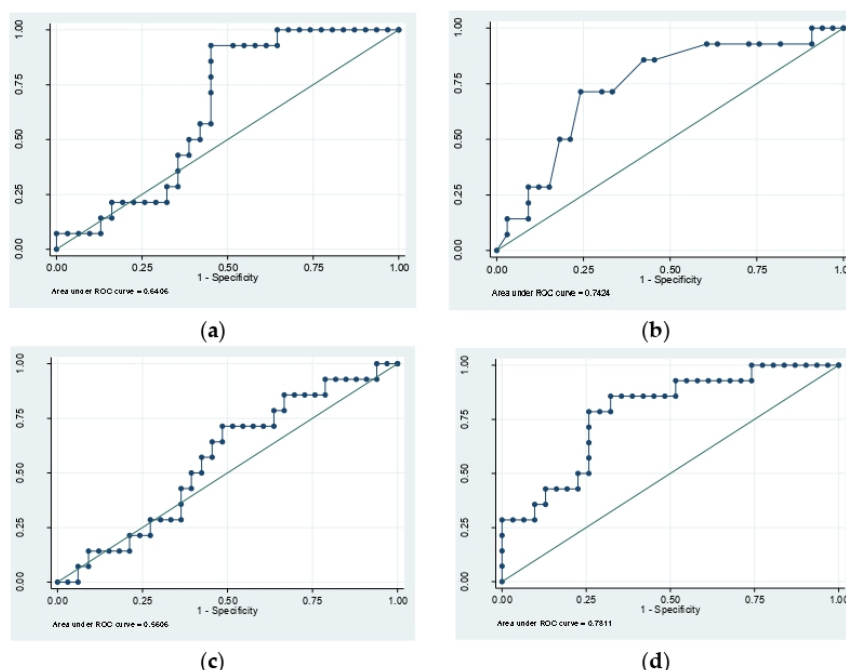 1.00
0.75
0.50
0.25
0.00
0.00 0.25 0.50 0.75 1.00
1 - Specificity
Area under ROC curve = 0.6406
(a)
1.00
0.75
0.50
0.25
0.00
0.00 0.25 0.50 0.75 1.00
1 - Specificity
Area under ROC curve = 0.7424
(b)
1.00
0.75
0.50
0.25
0.00
0.00 0.25 0.50 0.75 1.00
1 - Specificity
Area under ROC curve = 0.5606
(c)
1.00
0.75
0.50
0.25
0.00
0.00 0.25 0.50 0.75 1.00
1 - Specificity
Area under ROC curve = 0.7811
(d)